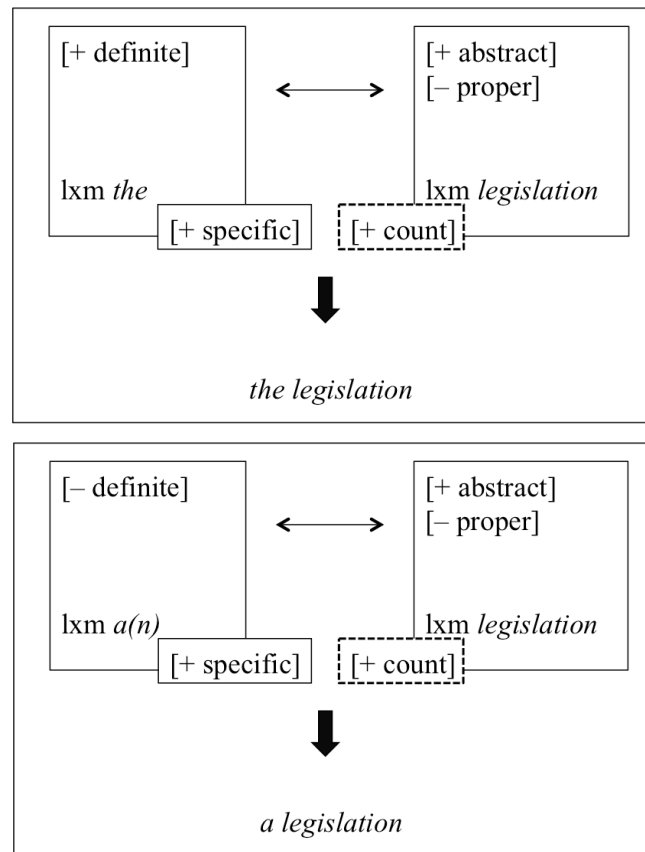 [+ definite] [+ abstract]
[– proper]
lxm the lxm legislation
[+ specific] [+ count]
the legislation
[– definite] [+ abstract]
[– proper]
lxm a(n) lxm legislation
[+ specific] [+ count]
a legislation